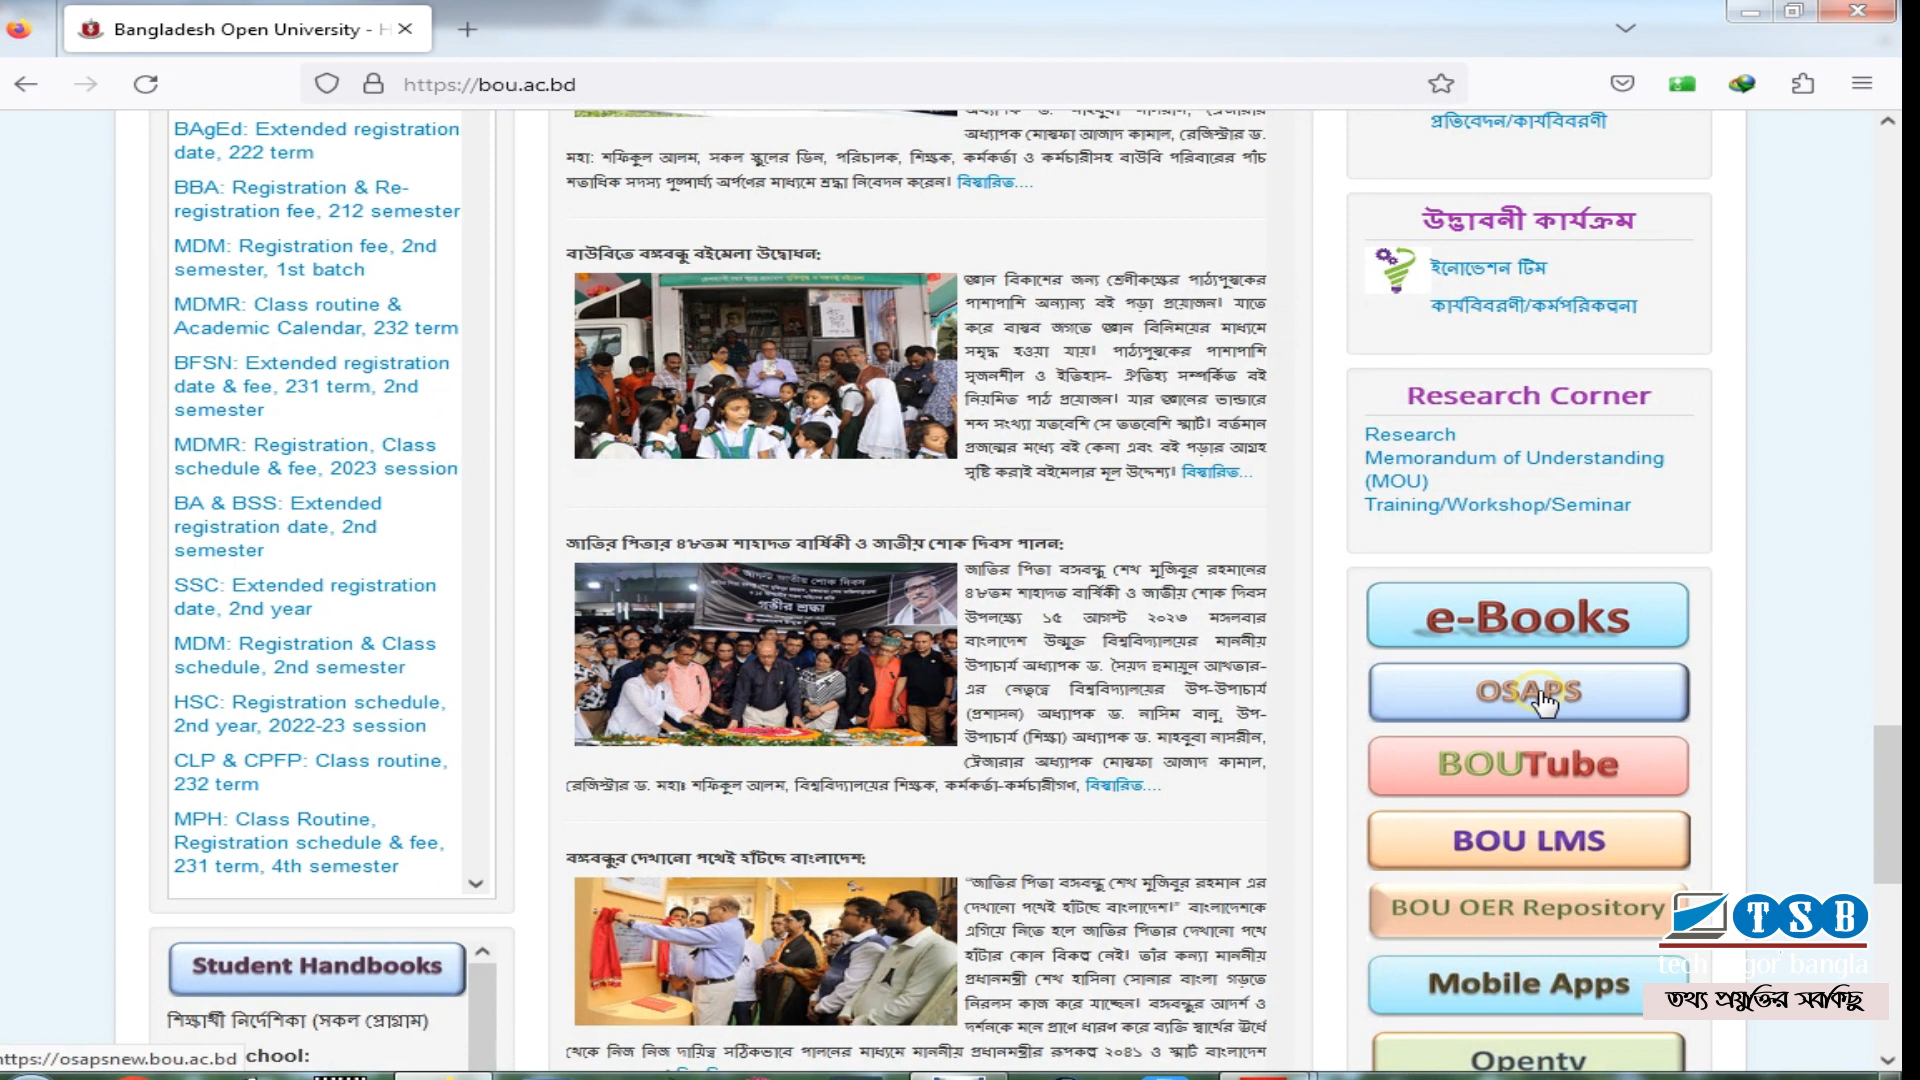 Bangladesh Open University - H
https://bou.ac.bd
BAgEd: Extended registration
date, 222 term
BBA: Registration & Re-
registration fee, 212 semester
MDM: Registration fee, 2nd
semester, 1st batch
MDMR: Class routine &
Academic Calendar, 232 term
BFSN: Extended registration
date & fee, 231 term, 2nd
semester
MDMR: Registration, Class
schedule & fee, 2023 session
BA & BSS: Extended
registration date, 2nd
semester
SSC: Extended registration
date, 2nd year
MDM: Registration & Class
schedule, 2nd semester
HSC: Registration schedule,
2nd year, 2022-23 session
CLP & CPFP: Class routine,
232 term
MPH: Class Routine,
Registration schedule & fee,
231 term, 4th semester
Student Handbooks
শিক্ষার্থী নির্দেশিকা (সকল প্রোগ্রাম)
chool:
https://osapsnew.bou.ac.bd
অধ্যাপক মোস্তফা আজাদ কামাল, রেজিস্ট্রার ড.
মহা: শফিকুল আলম, সকল স্কুলের ডিন, পরিচালক, শিক্ষক, কর্মকর্তা ও কর্মচারীসহ বাউবি পরিবারের পাঁচ
শতাধিক সদস্য পুষ্পার্ঘ্য অর্পণের মাধ্যমে শ্রদ্ধা নিবেদন করেন। বিস্তারিত....
বাউবিতে বঙ্গবন্ধু বইমেলা উদ্বোধন:
জ্ঞান বিকাশের জন্য শ্রেণীকক্ষের পাঠ্যপুস্তকের
পাশাপাশি অন্যান্য বই পড়া প্রয়োজন। যাতে
করে বাস্তব জগতে জ্ঞান বিনিময়ের মাধ্যমে
সমৃদ্ধ হওয়া যায়। পাঠ্যপুস্তকের পাশাপাশি
সৃজনশীল ও ইতিহাস- ঐতিহ্য সম্পর্কিত বই
নিয়মিত পাঠ প্রয়োজন। যার জ্ঞানের ভান্ডারে
শব্দ সংখ্যা যতবেশি সে ততবেশি স্মার্ট। বর্তমান
প্রজন্মের মধ্যে বই কেনা এবং বই পড়ার আগ্রহ
সৃষ্টি করাই বইমেলার মূল উদ্দেশ্য। বিস্তারিত...
জাতির পিতার ৪৮তম শাহাদত বার্ষিকী ও জাতীয় শোক দিবস পালন:
জাতীয় শোক দিবস
গভীর শ্রদ্ধা
জাতির পিতা বঙ্গবন্ধু শেখ মুজিবুর রহমানের
৪৮তম শাহাদত বার্ষিকী ও জাতীয় শোক দিবস
উপলক্ষ্যে ১৫ আগস্ট ২০২৩ মঙ্গলবার
বাংলাদেশ উন্মুক্ত বিশ্ববিদ্যালয়ের মাননীয়
উপাচার্য অধ্যাপক ড. সৈয়দ হুমায়ুন আখতার-
এর নেতৃত্বে বিশ্ববিদ্যালয়ের উপ-উপাচার্য
(প্রশাসন) অধ্যাপক ড. নাসিম বানু, উপ-
উপাচার্য (শিক্ষা) অধ্যাপক ড. মাহবুবা নাসরীন,
ট্রেজারার অধ্যাপক মোস্তফা আজাদ কামাল,
রেজিস্ট্রার ড. মহাঃ শফিকুল আলম, বিশ্ববিদ্যালয়ের শিক্ষক, কর্মকর্তা-কর্মচারীগণ, বিস্তারিত....
বঙ্গবন্ধুর দেখানো পথেই হাঁটছে বাংলাদেশ:
"জাতির পিতা বঙ্গবন্ধু শেখ মুজিবুর রহমান এর
দেখানো পথেই হাঁটছে বাংলাদেশ।" বাংলাদেশকে
এগিয়ে নিতে হলে জাতির পিতার দেখানো পথে
হাঁটার কোন বিকল্প নেই। তাঁর কন্যা মাননীয়
প্রধানমন্ত্রী শেখ হাসিনা সোনার বাংলা গড়তে
নিরলস কাজ করে যাচ্ছেন। বঙ্গবন্ধুর আদর্শ ও
দর্শনকে মনে প্রাণে ধারণ করে ব্যক্তি স্বার্থের উর্ধে
থেকে নিজ নিজ দায়িত্ব সঠিকভাবে পালনের মাধ্যমে মাননীয় প্রধানমন্ত্রীর রূপকল্প ২০৪১ ও স্মার্ট বাংলাদেশ
প্রতিবেদন/কার্যবিবরণী
উদ্ভাবনী কার্যক্রম
ইনোভেশন টিম
কার্যবিবরণী/কর্মপরিকল্পনা
Research Corner
Research
Memorandum of Understanding
(MOU)
Training/Workshop/Seminar
e-Books
OSAPS
BOUTube
BOU LMS
BOU OER Repository
Mobile Apps
Opentv
TSB
tech sagor bangla
তথ্য প্রযুক্তির সবকিছু